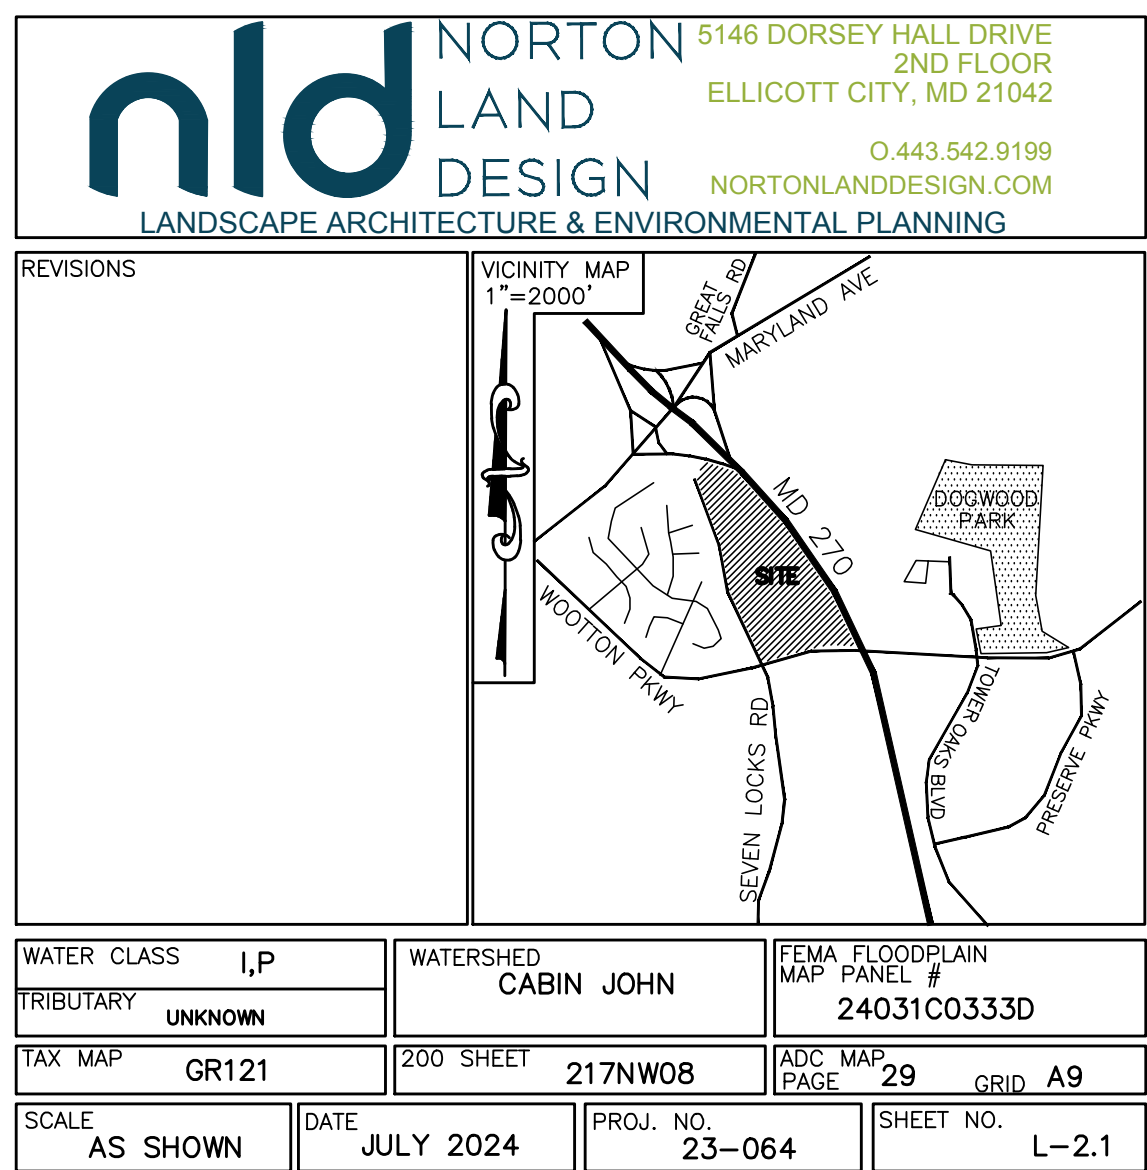 nld
NORTON
LAND
DESIGN
5146 DORSEY HALL DRIVE
2ND FLOOR
ELLICOTT CITY, MD 21042
O.443.542.9199
NORTONLANDDESIGN.COM
LANDSCAPE ARCHITECTURE & ENVIRONMENTAL PLANNING
REVISIONS
VICINITY MAP
1"=2000'
GREAT
FALLS RD
MARYLAND AVE
MD 270
DOGWOOD
PARK
SITE
WOOTTON PKWY
SEVEN LOCKS RD
TOWER OAKS BLVD
PRESERVE PKWY
WATER CLASS I,P
TRIBUTARY UNKNOWN
WATERSHED
CABIN JOHN
FEMA FLOODPLAIN
MAP PANEL #
24031C0333D
TAX MAP GR121
200 SHEET 217NW08
ADC MAP
PAGE 29 GRID A9
SCALE
AS SHOWN
DATE
JULY 2024
PROJ. NO.
23-064
SHEET NO.
L-2.1